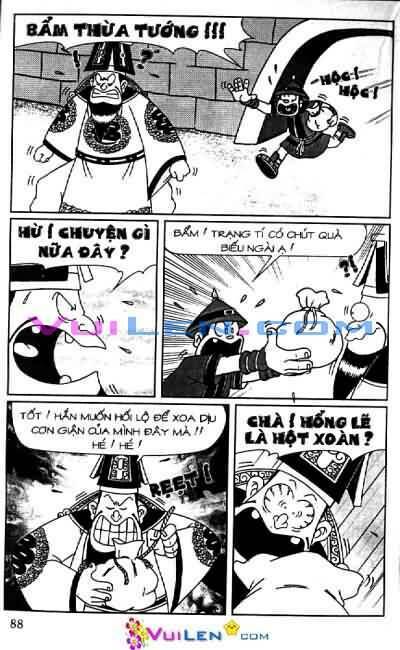 BẨM THỪA TƯỚNG!!!
! . ?
HỘC!
HỘC!
HỪ! CHUYỆN GÌ
NỮA ĐÂY?
BẨM! TRẠNG TÍ CÓ CHÚT QUÀ
BIẾU NGÀI Ạ!
?!
VUILEN.COM
TỐT! HẮN MUỐN HỐI LỘ ĐỂ XOA DỊU
CƠN GIẬN CỦA MÌNH ĐÂY MÀ!!
HÉ! HÉ!
RẸẸT!
CHÀ! HỔNG LẼ
LÀ HỘT XOÀN?
88
VUILEN
.COM